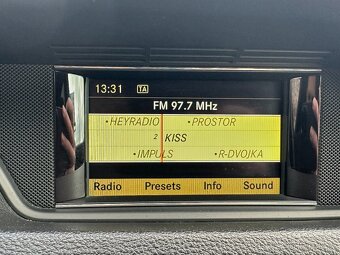 13:31 TA
FM 97.7 MHz
•HEYRADIO •PROSTOR
2 KISS
•IMPULS •R-DVOJKA
Radio Presets Info Sound